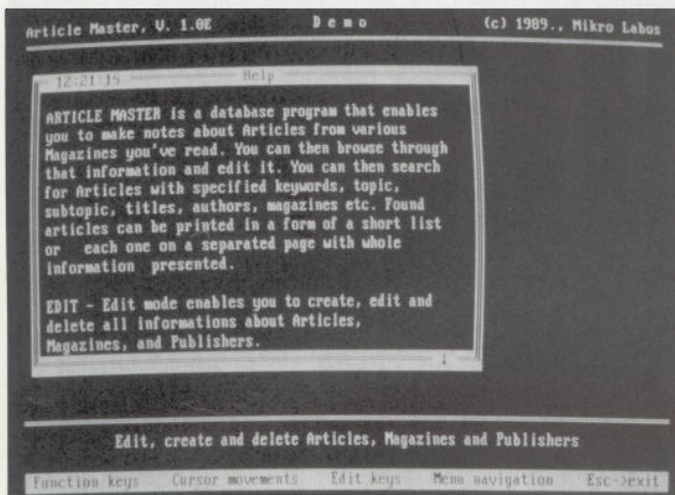 Article Master, V. 1.0E Demo (c) 1989., Mikro Labos
12:21:15 Help
ARTICLE MASTER is a database program that enables
you to make notes about Articles from various
Magazines you've read. You can then browse through
that information and edit it. You can then search
for Articles with specified keywords, topic,
subtopic, titles, authors, magazines etc. Found
articles can be printed in a form of a short list
or each one on a separated page with whole
information presented.
EDIT - Edit mode enables you to create, edit and
delete all informations about Articles,
Magazines, and Publishers.
↓
Edit, create and delete Articles, Magazines and Publishers
Function keys Cursor movements Edit keys Menu navigation Esc->exit